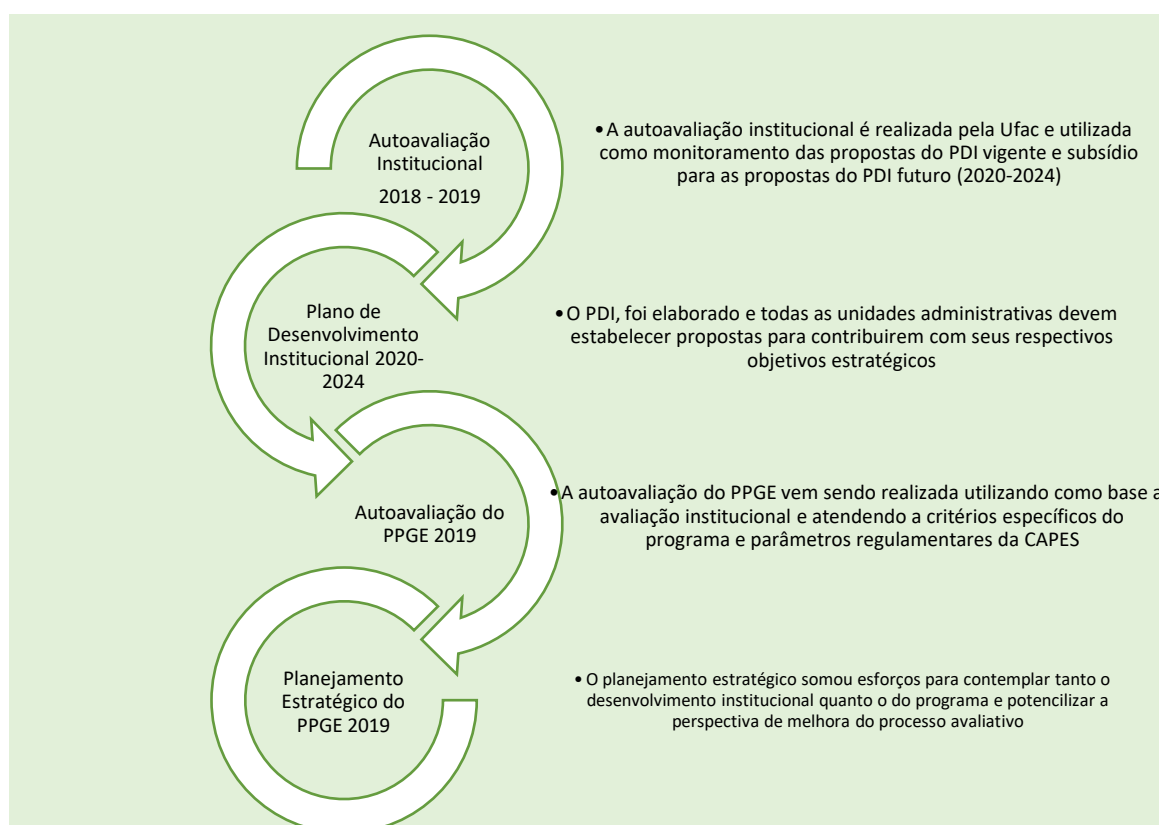 Autoavaliação
Institucional
2018 - 2019
• A autoavaliação institucional é realizada pela Ufac e utilizada
como monitoramento das propostas do PDI vigente e subsídio
para as propostas do PDI futuro (2020-2024)
Plano de
Desenvolvimento
Institucional 2020-
2024
• O PDI, foi elaborado e todas as unidades administrativas devem
estabelecer propostas para contribuirem com seus respectivos
objetivos estratégicos
Autoavaliação do
PPGE 2019
• A autoavaliação do PPGE vem sendo realizada utilizando como base a
avaliação institucional e atendendo a critérios específicos do
programa e parâmetros regulamentares da CAPES
Planejamento
Estratégico do
PPGE 2019
• O planejamento estratégico somou esforços para contemplar tanto o
desenvolvimento institucional quanto o do programa e potencilizar a
perspectiva de melhora do processo avaliativo